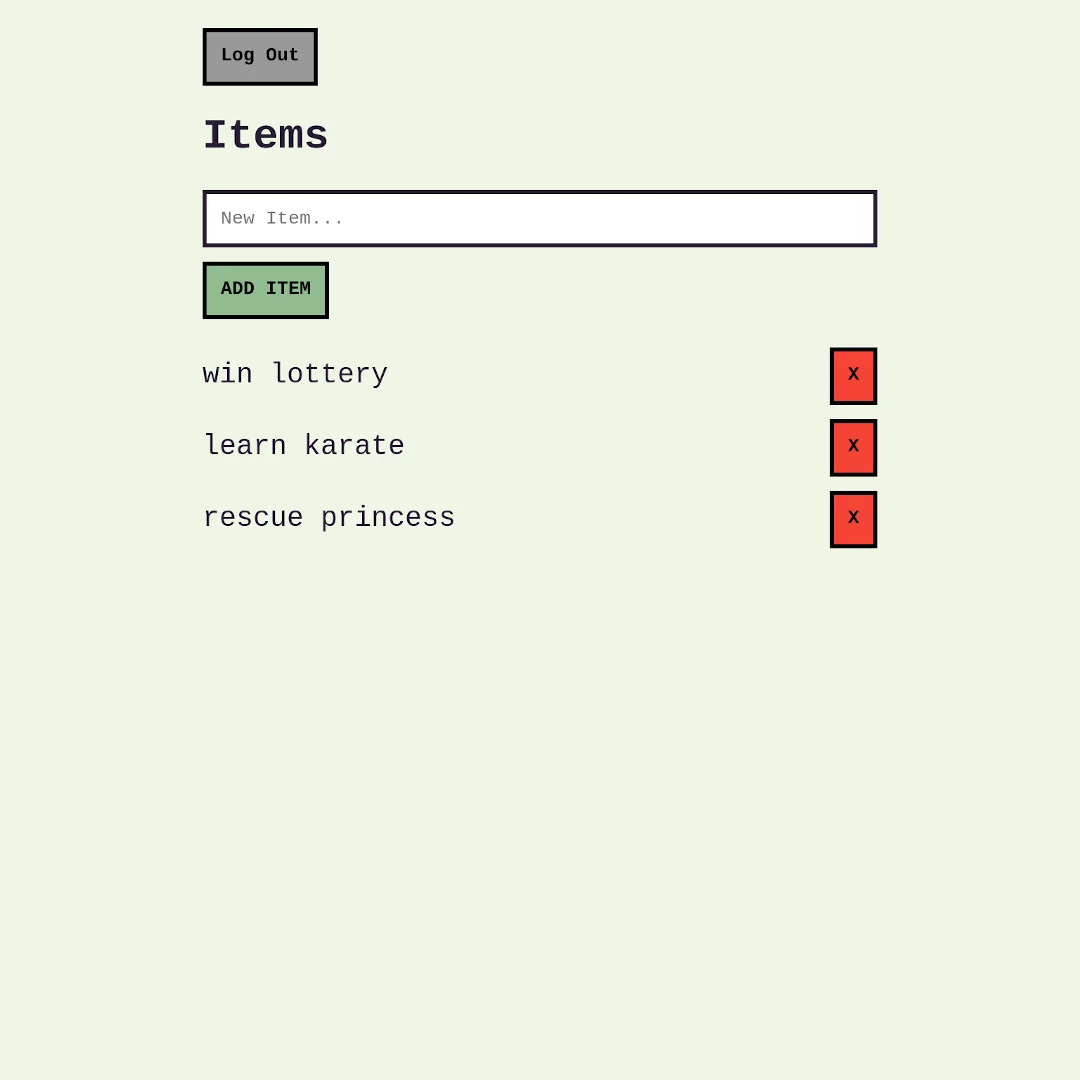 Log Out
Items
New Item...
ADD ITEM
win lottery
X
learn karate
X
rescue princess
X